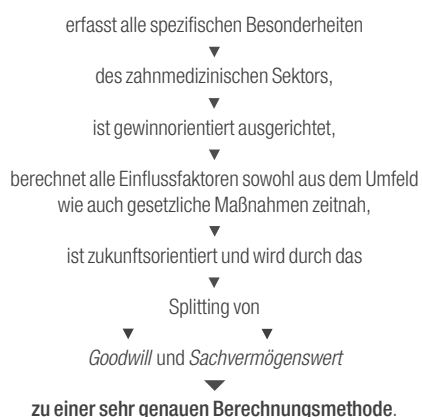 erfasst alle spezifischen Besonderheiten
des zahnmedizinischen Sektors,
ist gewinnorientiert ausgerichtet,
berechnet alle Einflussfaktoren sowohl aus dem Umfeld
wie auch gesetzliche Maßnahmen zeitnah,
ist zukunftsorientiert und wird durch das
Splitting von
Goodwill und Sachvermögenswert
zu einer sehr genauen Berechnungsmethode.